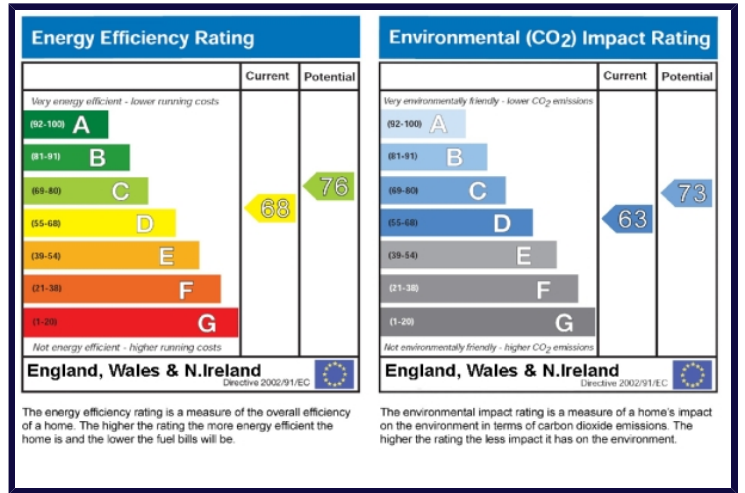 Energy Efficiency Rating
Current Potential
Very energy efficient - lower running costs
(92-100) A
(81-91) B
(69-80) C
76
(55-68) D
68
(39-54) E
(21-38) F
(1-20) G
Not energy efficient - higher running costs
England, Wales & N.Ireland
Directive 2002/91/EC
The energy efficiency rating is a measure of the overall efficiency
of a home. The higher the rating the more energy efficient the
home is and the lower the fuel bills will be.
Environmental (CO2) Impact Rating
Current Potential
Very environmentally friendly - lower CO2 emissions
(92-100) A
(81-91) B
(69-80) C
73
(55-68) D
63
(39-54) E
(21-38) F
(1-20) G
Not environmentally friendly - higher CO2 emissions
England, Wales & N.Ireland
Directive 2002/91/EC
The environmental impact rating is a measure of a home's impact
on the environment in terms of carbon dioxide emissions. The
higher the rating the less impact it has on the environment.